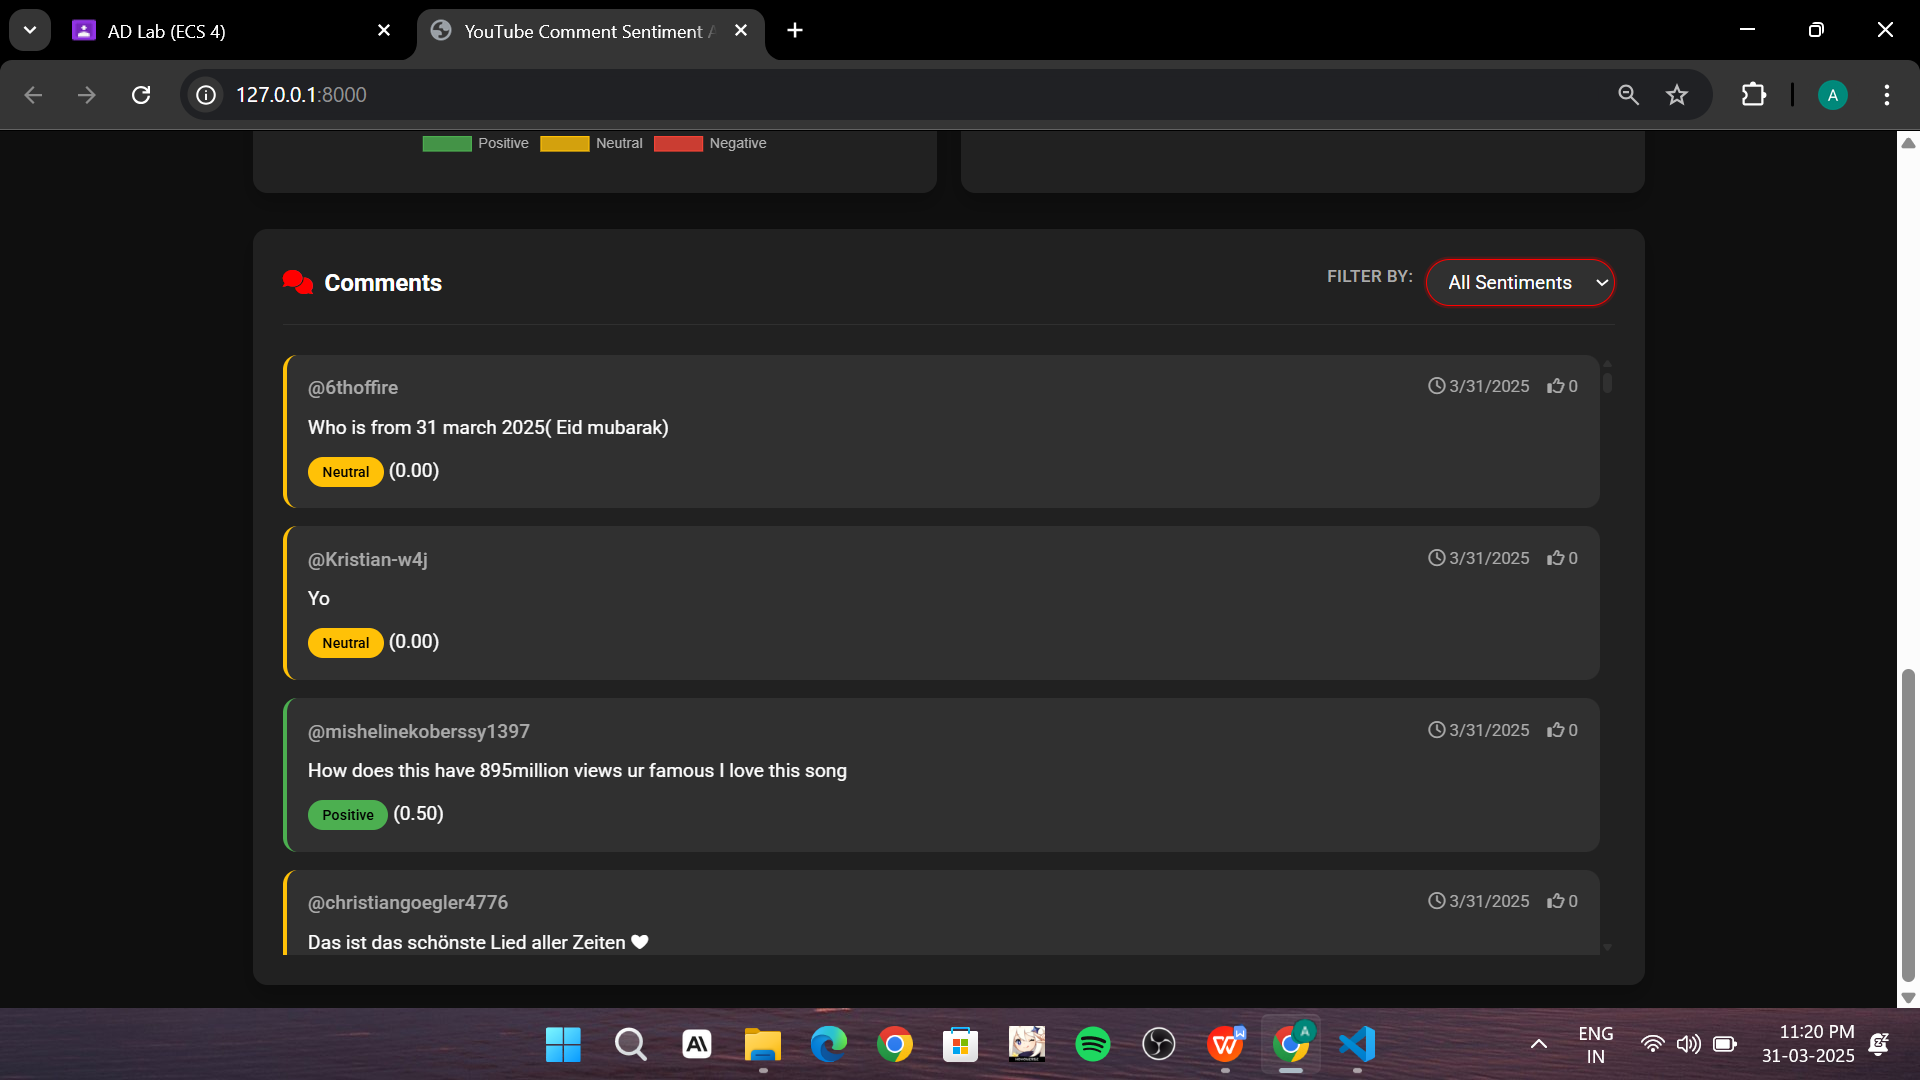 AD Lab (ECS 4)
YouTube Comment Sentiment A
127.0.0.1:8000
A
Positive Neutral Negative
Comments
FILTER BY: All Sentiments
@6thoffire
3/31/2025 0
Who is from 31 march 2025( Eid mubarak)
Neutral (0.00)
@Kristian-w4j
3/31/2025 0
Yo
Neutral (0.00)
@mishelinekoberssy1397
3/31/2025 0
How does this have 895million views ur famous I love this song
Positive (0.50)
@christiangoegler4776
3/31/2025 0
Das ist das schönste Lied aller Zeiten 🤍
ENG
IN
11:20 PM
31-03-2025